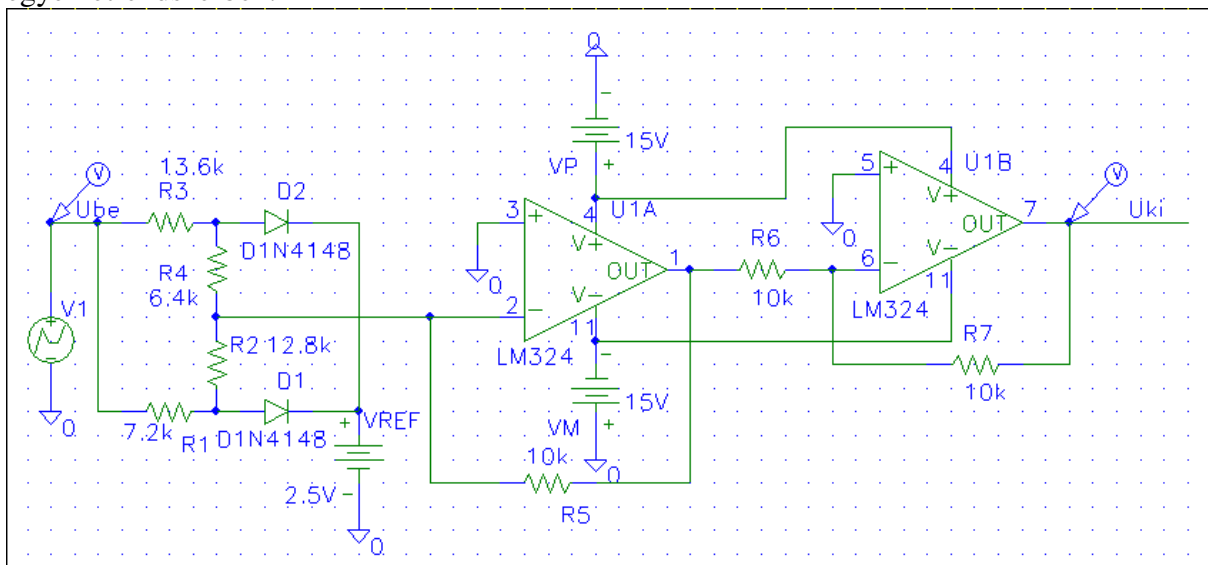 0
15V
VP
+
-
13.6k
R3
D2
V
Ube
D1N4148
R4
6.4k
V1
+
-
0
R2 12.8k
D1
7.2k
R1
D1N4148
+
VREF
2.5V
-
0
3
+
4
U1A
V+
0
OUT
1
2
-
V-
11
LM324
-
15V
VM
+
0
10k
R5
R6
10k
5
+
4
U1B
V+
V
0
OUT
7
Uki
6
-
V-
11
LM324
R7
10k